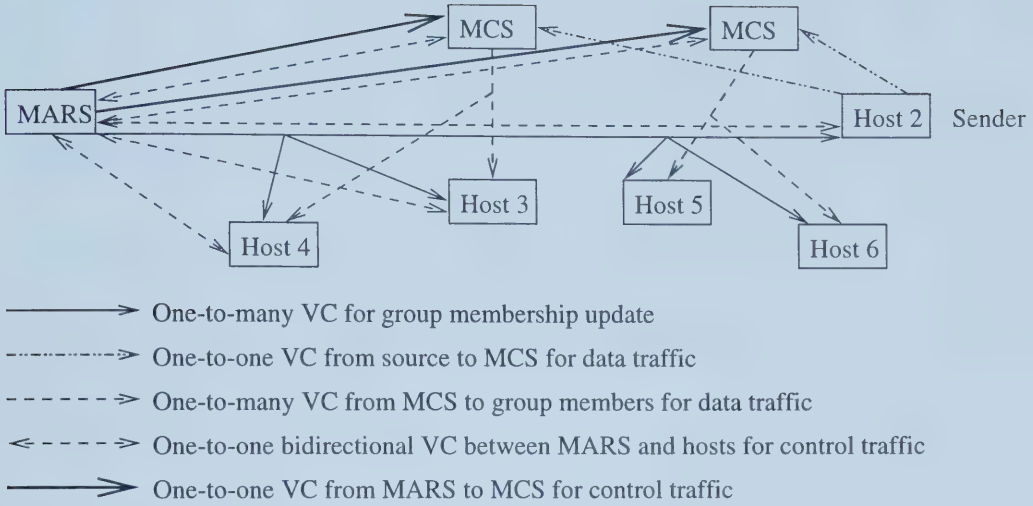 MCS
MCS
MARS
Host 2
Sender
Host 3
Host 5
Host 4
Host 6
One-to-many VC for group membership update
One-to-one VC from source to MCS for data traffic
One-to-many VC from MCS to group members for data traffic
One-to-one bidirectional VC between MARS and hosts for control traffic
One-to-one VC from MARS to MCS for control traffic